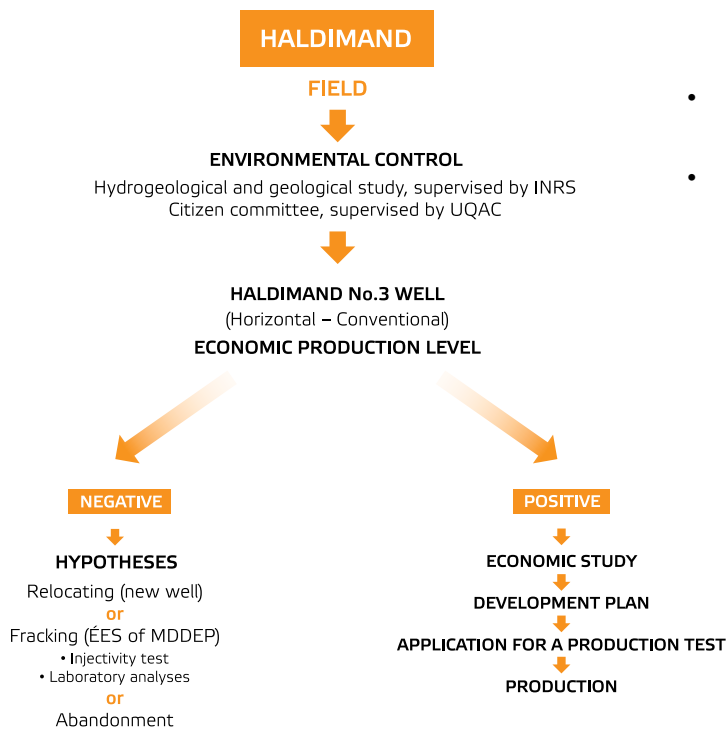 HALDIMAND
FIELD
ENVIRONMENTAL CONTROL
Hydrogeological and geological study, supervised by INRS
Citizen committee, supervised by UQAC
HALDIMAND No.3 WELL
(Horizontal – Conventional)
ECONOMIC PRODUCTION LEVEL
NEGATIVE
HYPOTHESES
Relocating (new well)
or
Fracking (ÉES of MDDEP)
• Injectivity test
• Laboratory analyses
or
Abandonment
POSITIVE
ECONOMIC STUDY
DEVELOPMENT PLAN
APPLICATION FOR A PRODUCTION TEST
PRODUCTION